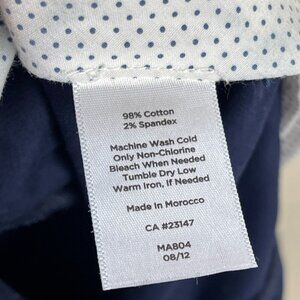 98% Cotton
2% Spandex
Machine Wash Cold
Only Non-Chlorine
Bleach When Needed
Tumble Dry Low
Warm Iron, If Needed
Made in Morocco
CA #23147
MA804
08/12